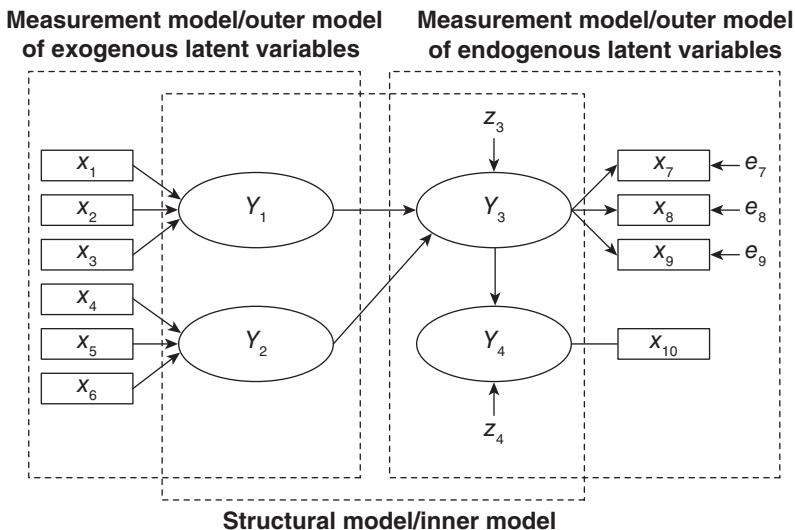 Measurement model/outer model
of exogenous latent variables
Measurement model/outer model
of endogenous latent variables
z₃
x₁
x₂
x₃
x₄
x₅
x₆
Y₁
Y₂
Y₃
Y₄
x₇
e₇
x₈
e₈
x₉
e₉
x₁₀
z₄
Structural model/inner model